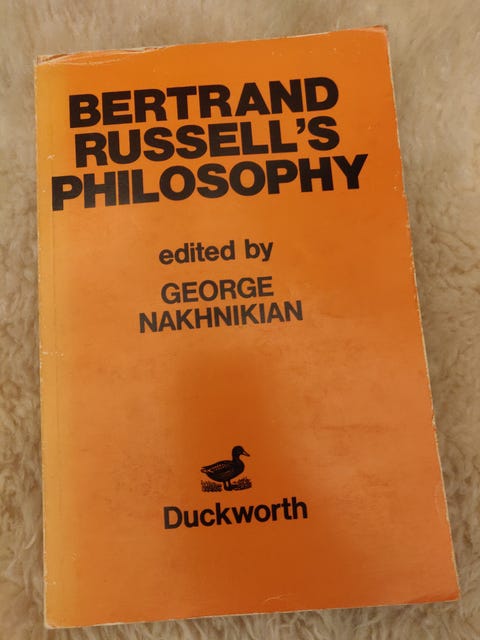 BERTRAND
RUSSELL'S
PHILOSOPHY
edited by
GEORGE
NAKHNIKIAN
Duckworth